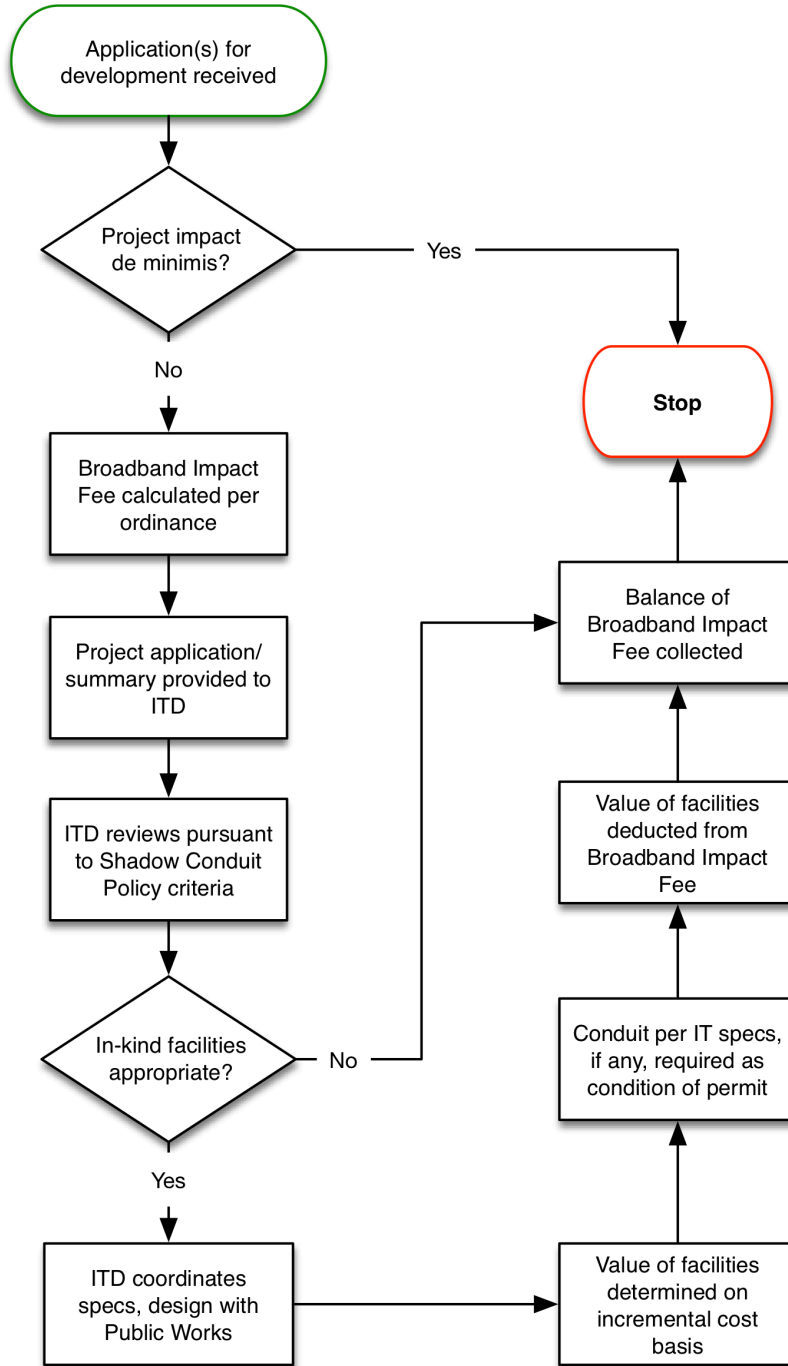 Application(s) for
development received
Project impact
de minimis?
Yes
No
Stop
Broadband Impact
Fee calculated per
ordinance
Project application/
summary provided to
ITD
ITD reviews pursuant
to Shadow Conduit
Policy criteria
In-kind facilities
appropriate?
No
Yes
ITD coordinates
specs, design with
Public Works
Value of facilities
determined on
incremental cost
basis
Conduit per IT specs,
if any, required as
condition of permit
Value of facilities
deducted from
Broadband Impact
Fee
Balance of
Broadband Impact
Fee collected